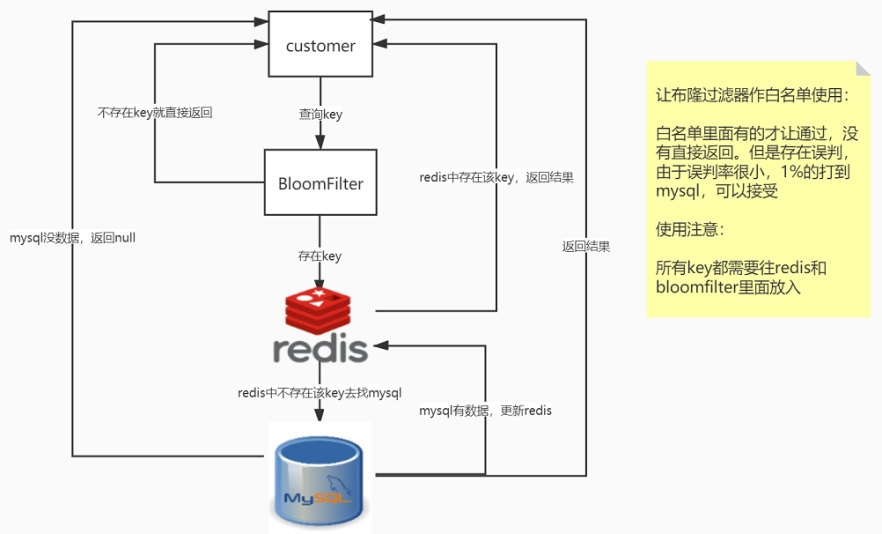 customer
不存在key就直接返回
查询key
BloomFilter
redis中存在该key，返回结果
mysql没数据，返回null
返回结果
存在key
redis
redis中不存在该key去找mysql
mysql有数据，更新redis
MySQL
让布隆过滤器作白名单使用：
白名单里面有的才让通过，没
有直接返回。但是存在误判，
由于误判率很小，1%的打到
mysql，可以接受
使用注意：
所有key都需要往redis和
bloomfilter里面放入